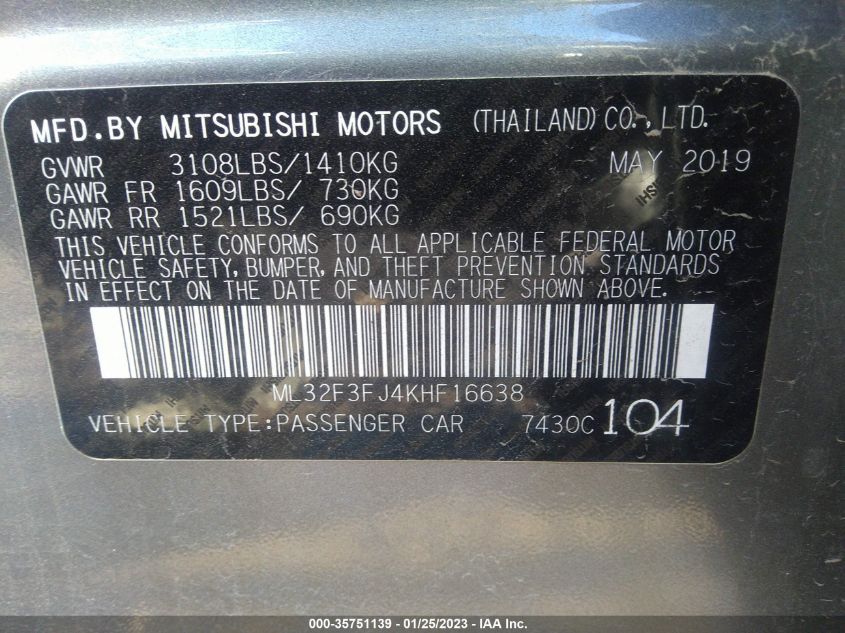 MFD.BY MITSUBISHI MOTORS (THAILAND) CO.,LTD.
GVWR 3108LBS/1410KG MAY 2019
GAWR FR 1609LBS/ 730KG
GAWR RR 1521LBS/ 690KG
THIS VEHICLE CONFORMS TO ALL APPLICABLE FEDERAL MOTOR
VEHICLE SAFETY, BUMPER, AND THEFT PREVENTION STANDARDS
IN EFFECT ON THE DATE OF MANUFACTURE SHOWN ABOVE.
ML32F3FJ4KHF16638
VEHICLE TYPE:PASSENGER CAR 7430C 104
000-35751139 - 01/25/2023 - IAA Inc.